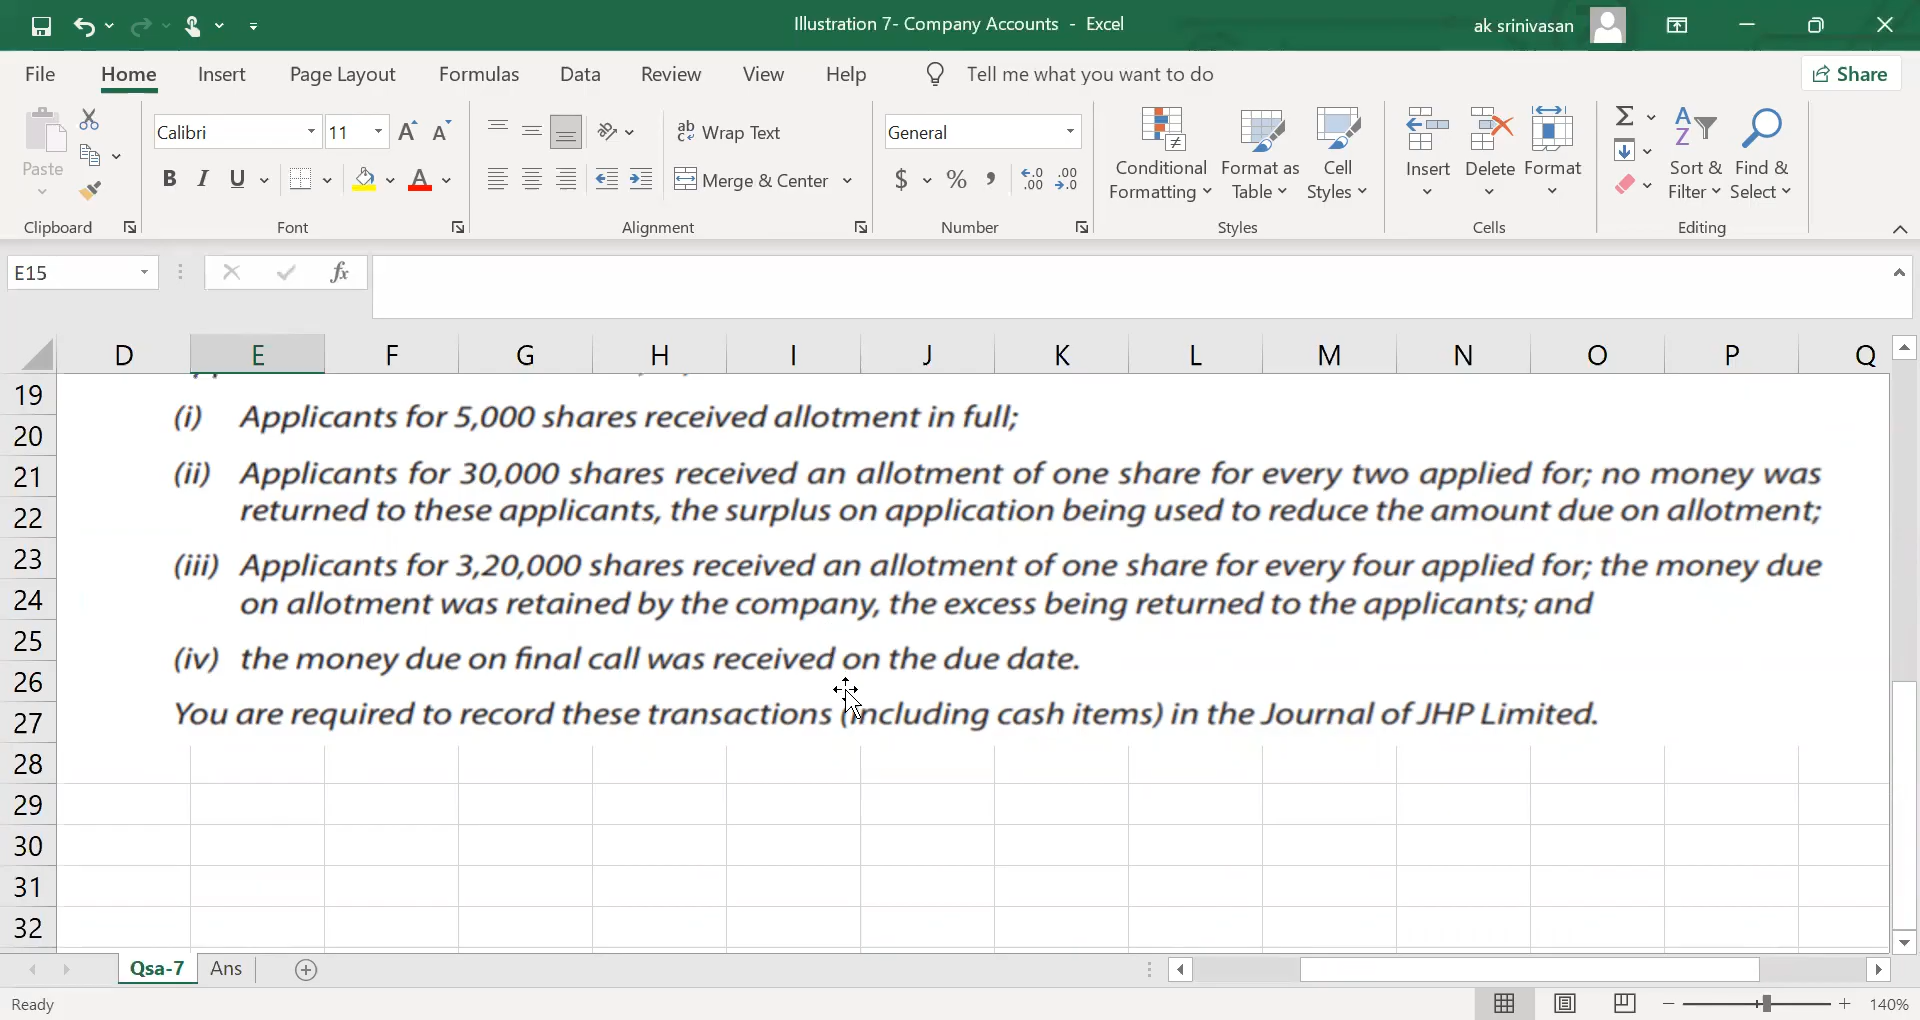 Illustration 7- Company Accounts - Excel
ak srinivasan
File Home Insert Page Layout Formulas Data Review View Help Tell me what you want to do Share
Paste
Clipboard
Calibri 11
A A
B I U A
Font
ab c Wrap Text
Merge & Center
Alignment
General
$ % , .00 .0
Number
Conditional Formatting
Format as Table
Cell Styles
Styles
Insert Delete Format
Cells
Σ
A Z
Sort & Filter
Find & Select
Editing
E15
fx
D E F G H I J K L M N O P Q
19
(i) Applicants for 5,000 shares received allotment in full;
20
21
(ii) Applicants for 30,000 shares received an allotment of one share for every two applied for; no money was
22
returned to these applicants, the surplus on application being used to reduce the amount due on allotment;
23
(iii) Applicants for 3,20,000 shares received an allotment of one share for every four applied for; the money due
24
on allotment was retained by the company, the excess being returned to the applicants; and
25
(iv) the money due on final call was received on the due date.
26
27
You are required to record these transactions (including cash items) in the Journal of JHP Limited.
28
29
30
31
32
Qsa-7 Ans
Ready
140%